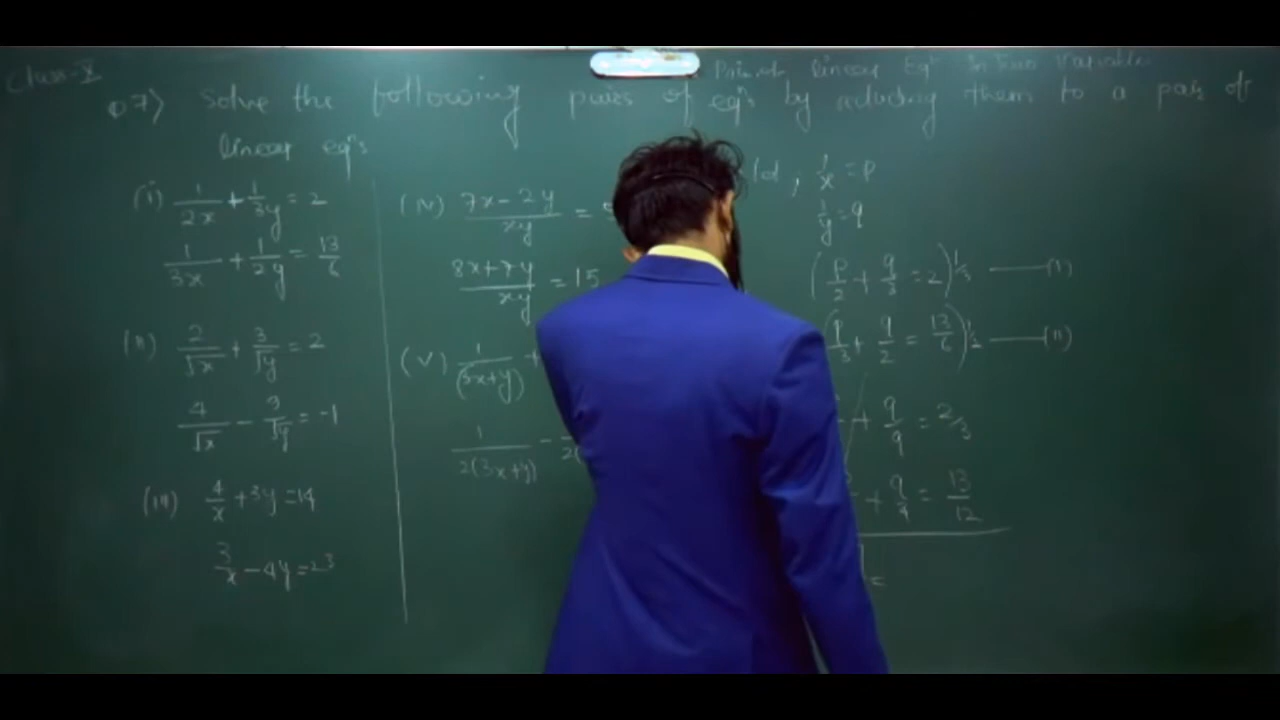 Class-X
Pair of linear Eqⁿ in Two Variable
Q 7) Solve the following pairs of eqⁿs by reducing them to a pair of
linear eqⁿs
(i) 1/2x + 1/3y = 2
1/3x + 1/2y = 13/6
(ii) 2/√x + 3/√y = 2
4/√x - 3/√y = -1
(iii) 4/x + 3y = 14
3/x - 4y = 23
(iv) 7x - 2y/xy =
8x + 7y/xy = 15
(v) 1/(3x+y) +
1/2(3x+y) -
, 1/x = p
1/y = q
(p/2 + q/3 = 2) 1/3 —(i)
(p/3 + q/2 = 13/6) 1/2 —(ii)
+ q/9 = 2/3
+ q/4 = 13/12
=